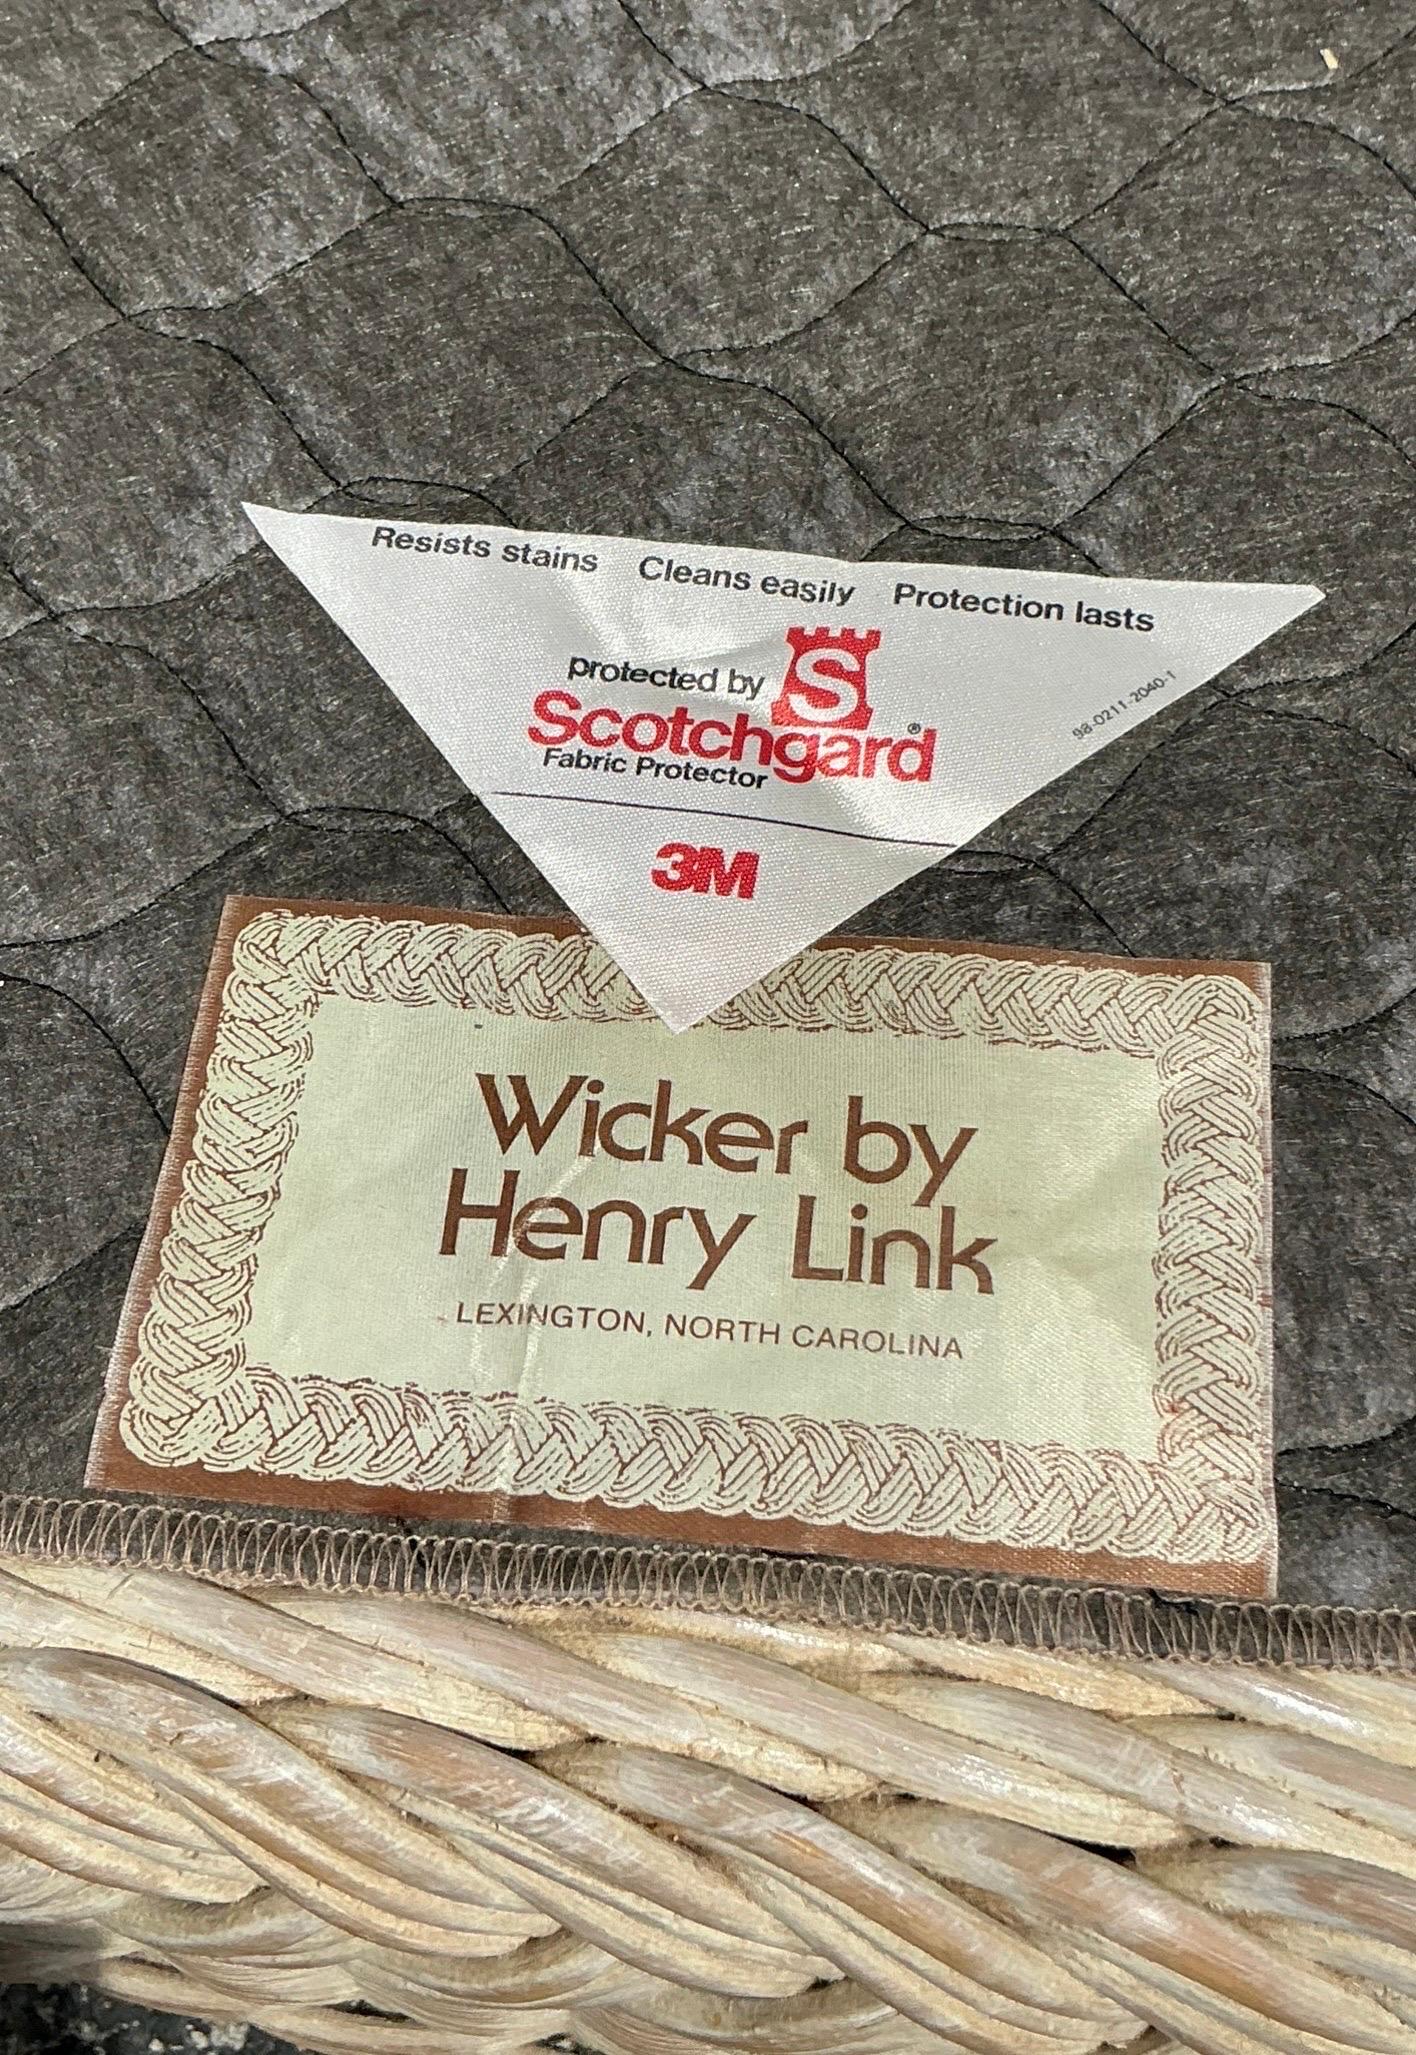 Resists stains Cleans easily Protection lasts
protected by S
Scotchgard®
Fabric Protector
98-0211-2040-1
3M
Wicker by
Henry Link
LEXINGTON, NORTH CAROLINA